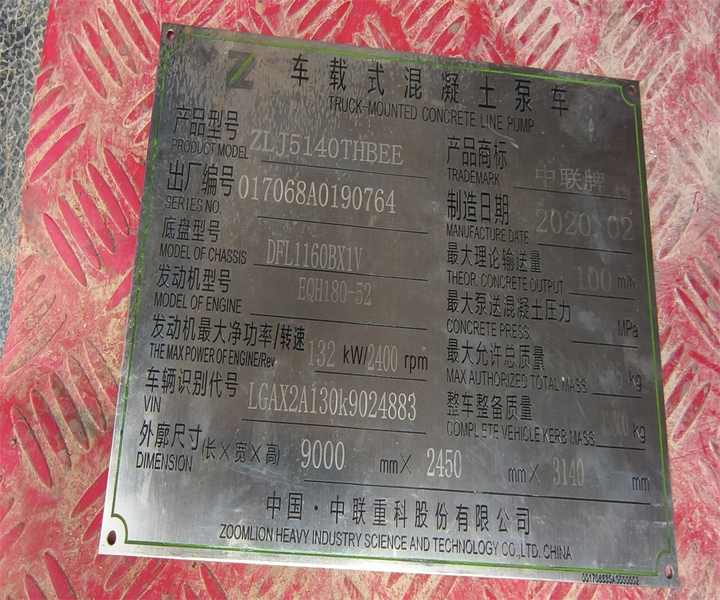 Z 车载式混凝土泵车
TRUCK-MOUNTED CONCRETE LINE PUMP
产品型号 ZLJ5140THBEE
PRODUCT MODEL
产品商标 中联牌
TRADEMARK
出厂编号 017068A0190764
SERIES NO.
制造日期 2020.02
MANUFACTURE DATE
底盘型号 DFL1160BX1V
MODEL OF CHASSIS
最大理论输送量 100 m³/h
THEOR. CONCRETE OUTPUT
发动机型号 EQH180-52
MODEL OF ENGINE
最大泵送混凝土压力 MPa
CONCRETE PRESS.
发动机最大净功率/转速 132 kW/2400 rpm
THE MAX POWER OF ENGINE/Rev
最大允许总质量 kg
MAX AUTHORIZED TOTAL MASS
车辆识别代号 LGAX2A130k9024883
VIN
整车整备质量 kg
COMPLETE VEHICLE KERB MASS
外廓尺寸(长×宽×高) 9000 mm× 2450 mm× 3140 mm
DIMENSION
中国·中联重科股份有限公司
ZOOMLION HEAVY INDUSTRY SCIENCE AND TECHNOLOGY CO.,LTD. CHINA